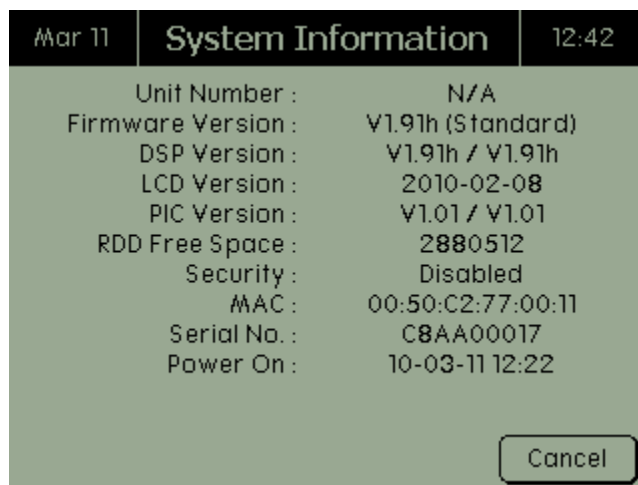 Mar 11 System Information 12:42
Unit Number : N/A
Firmware Version : V1.91h (Standard)
DSP Version : V1.91h / V1.91h
LCD Version : 2010-02-08
PIC Version : V1.01 / V1.01
RDD Free Space : 2880512
Security : Disabled
MAC : 00:50:C2:77:00:11
Serial No. : C8AA00017
Power On : 10-03-11 12:22
Cancel